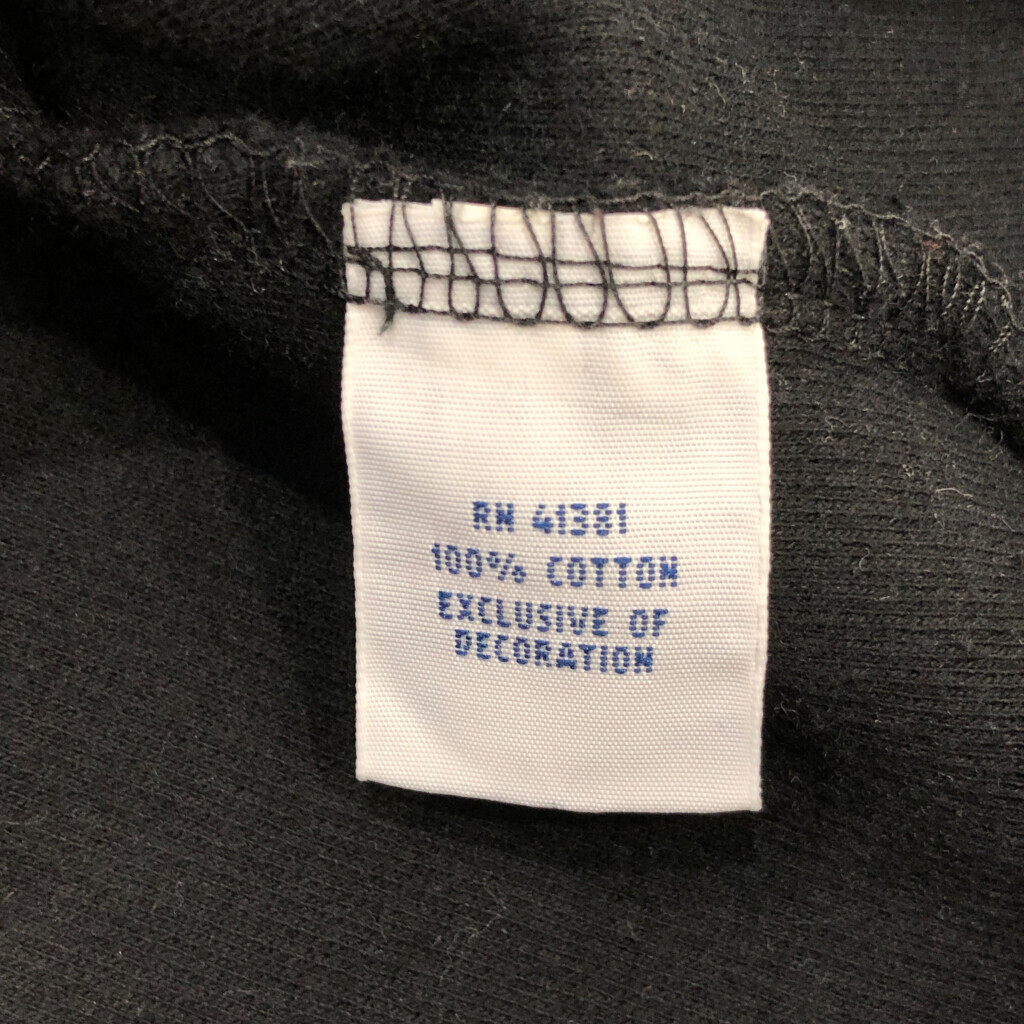 RN 41381
100% COTTON
EXCLUSIVE OF
DECORATION